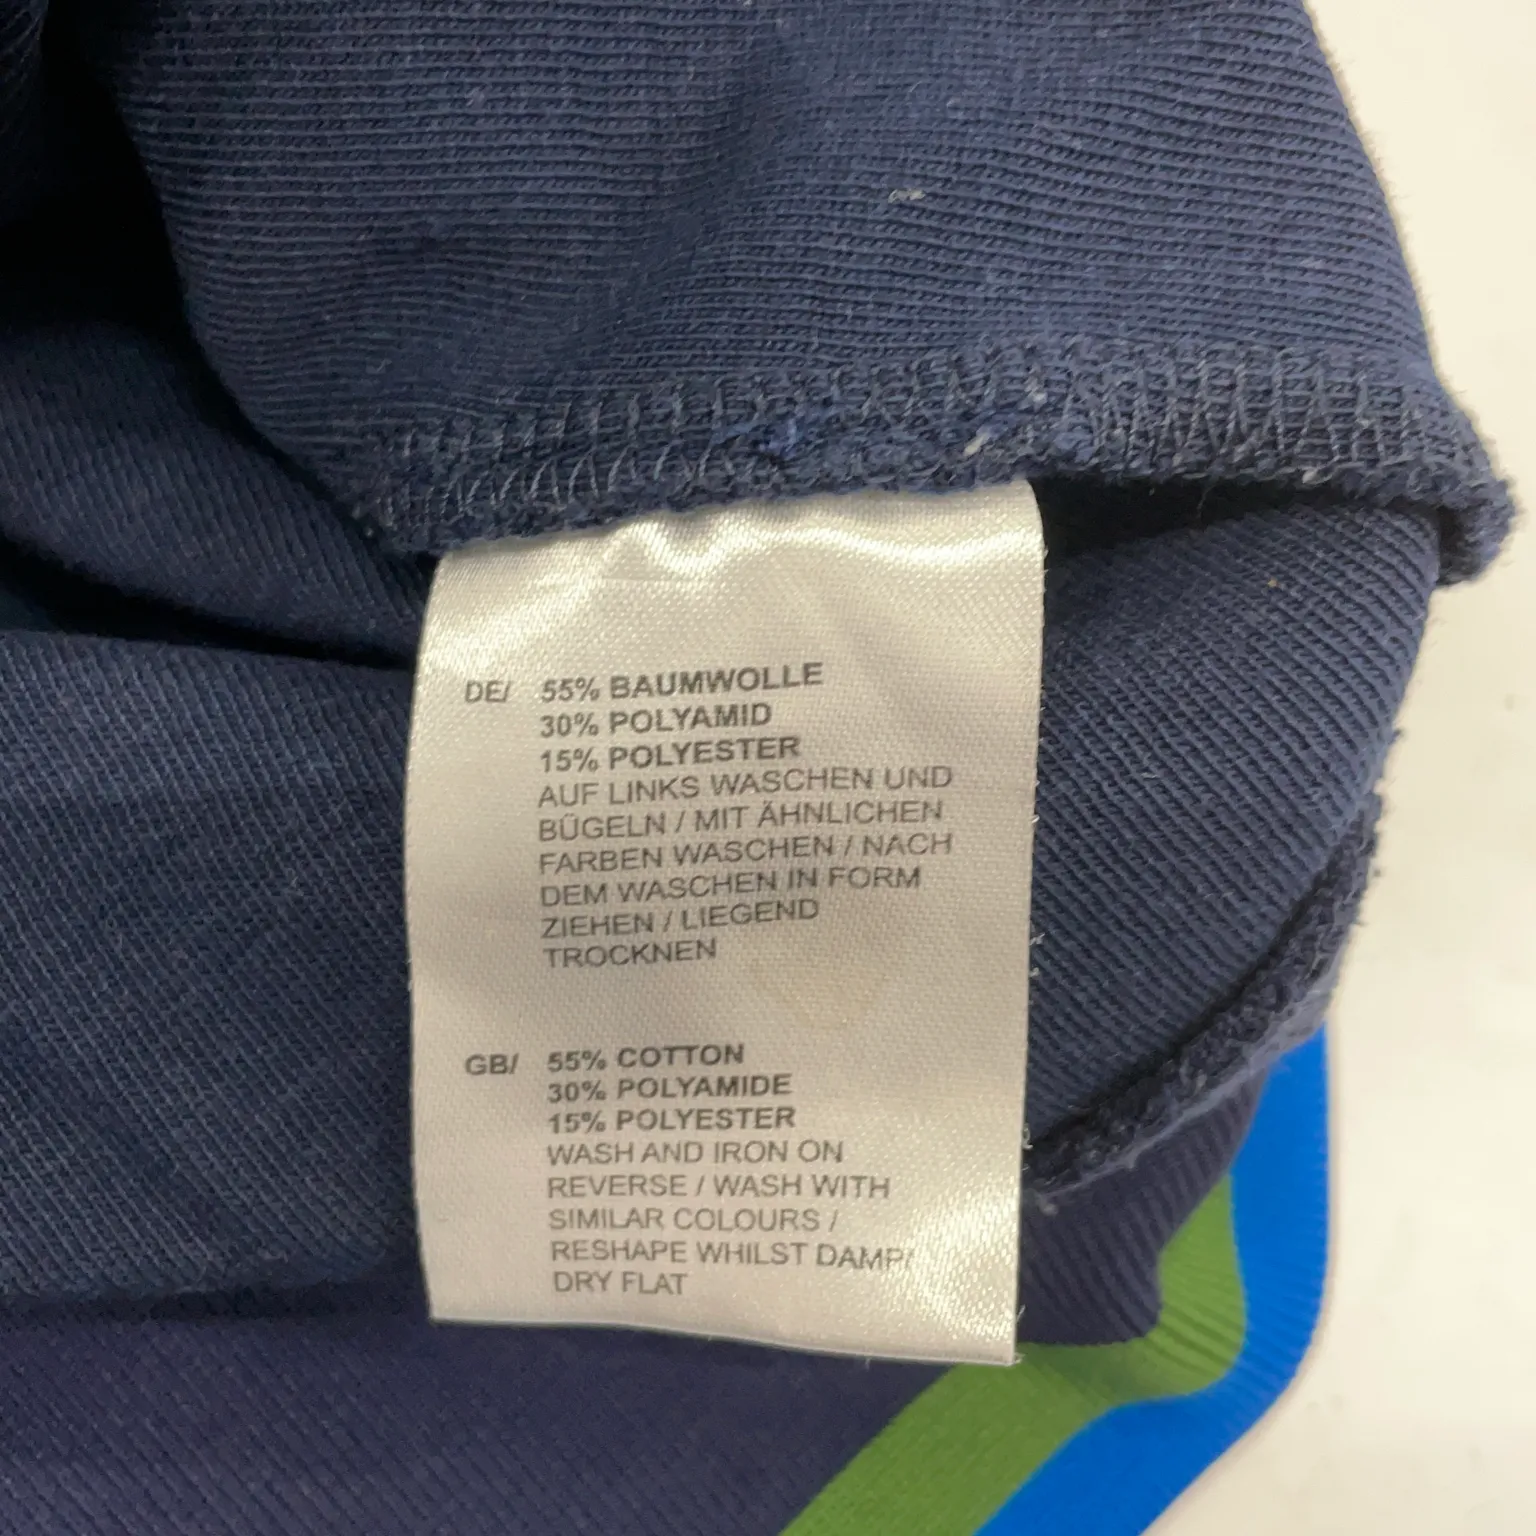 DE/ 55% BAUMWOLLE
30% POLYAMID
15% POLYESTER
AUF LINKS WASCHEN UND
BÜGELN / MIT ÄHNLICHEN
FARBEN WASCHEN / NACH
DEM WASCHEN IN FORM
ZIEHEN / LIEGEND
TROCKNEN
GB/ 55% COTTON
30% POLYAMIDE
15% POLYESTER
WASH AND IRON ON
REVERSE / WASH WITH
SIMILAR COLOURS /
RESHAPE WHILST DAMP/
DRY FLAT